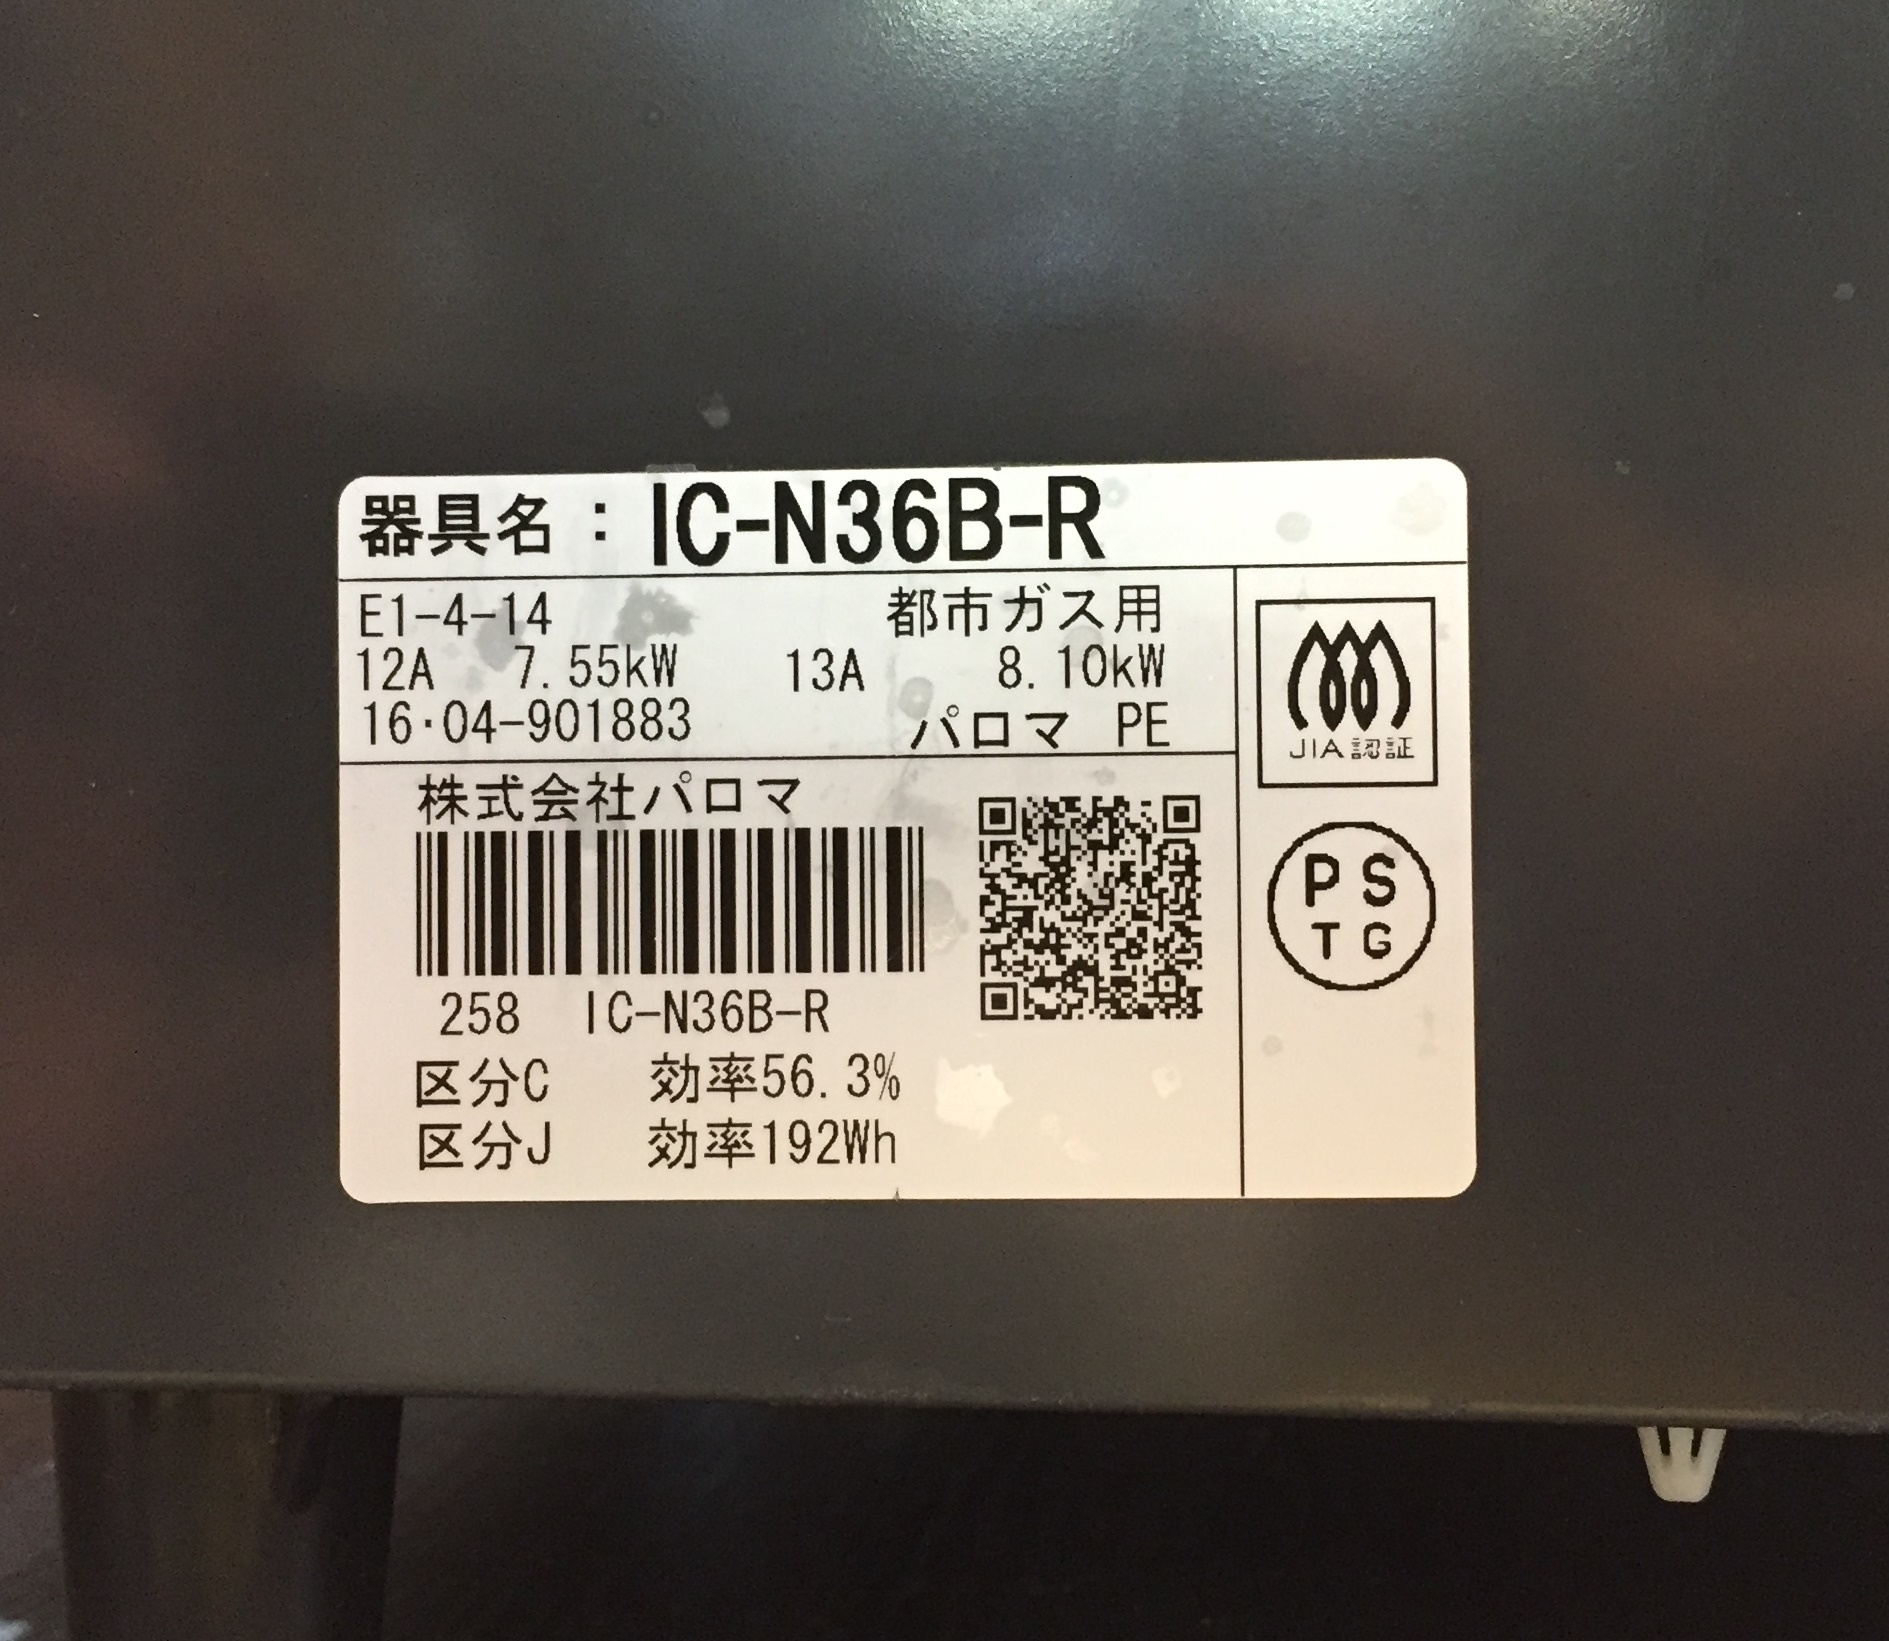 器具名：IC-N36B-R
E1-4-14 都市ガス用
12A 7.55kW 13A 8.10kW
16・04-901883 パロマ PE
JIA認証
株式会社パロマ
PS
TG
258 IC-N36B-R
区分C 効率56.3%
区分J 効率192Wh